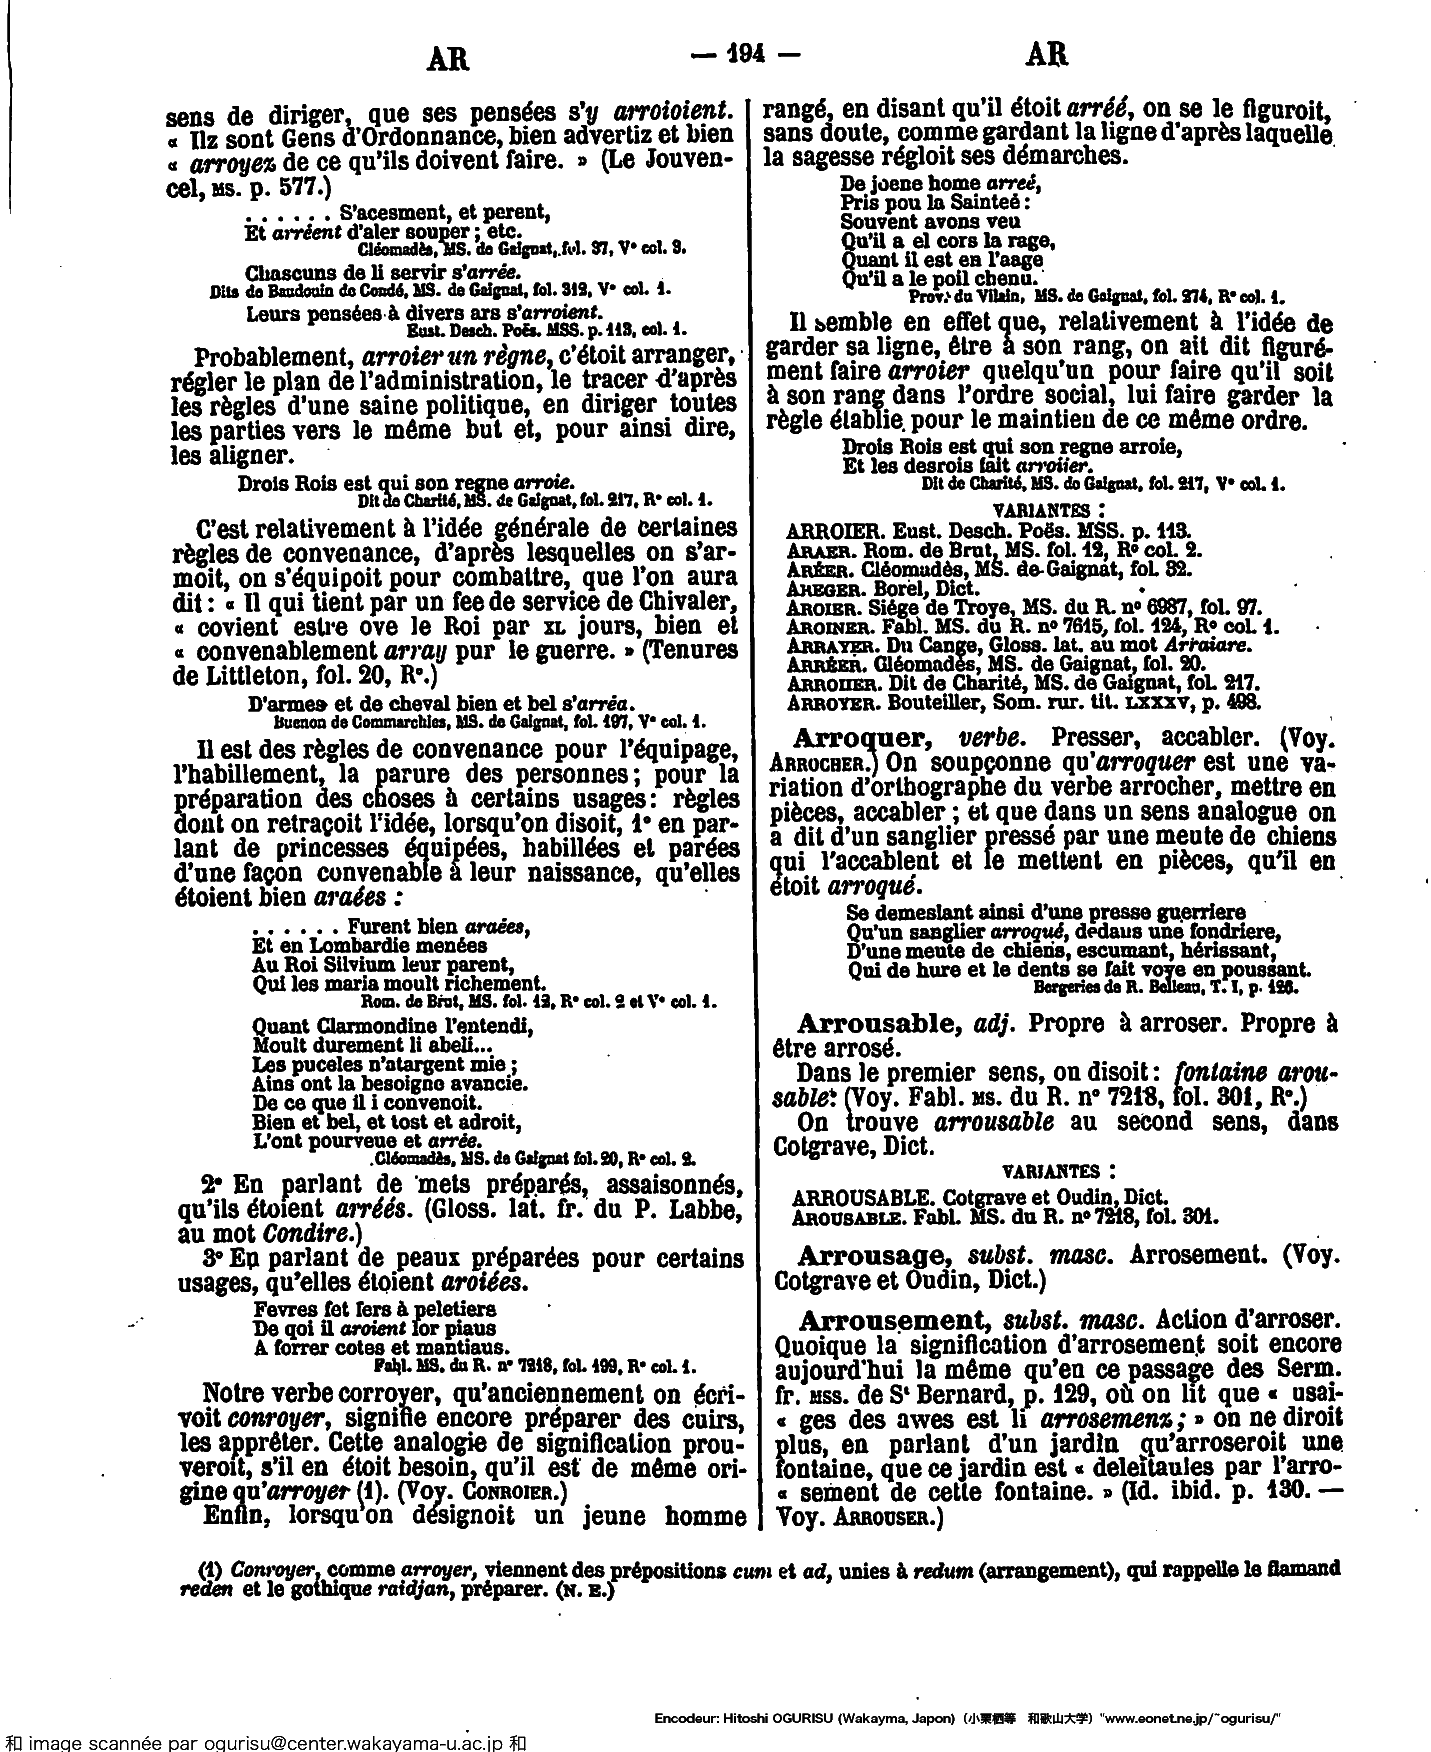 AR — 194 — AR
sens de diriger, que ses pensées s'y arroioient.
« Ilz sont Gens d'Ordonnance, bien advertiz et bien
« arroyez de ce qu'ils doivent faire. » (Le Jouven-
cel, MS. p. 577.)
. . . . . . S'acesment, et perent,
Et arréent d'aler souper ; etc.
Cléomadès, MS. de Gaignat, fol. 37, V° col. 3.
Chascuns de li servir s'arrée.
Dits de Baudouin de Condé, MS. de Gaignat, fol. 312, V° col. 1.
Leurs pensées à divers ars s'arroient.
Eust. Desch. Poës. MSS. p. 113, col. 1.
Probablement, arroier un règne, c'étoit arranger,
régler le plan de l'administration, le tracer d'après
les règles d'une saine politique, en diriger toutes
les parties vers le même but et, pour ainsi dire,
les aligner.
Drois Rois est qui son regne arroie.
Dit de Charité, MS. de Gaignat, fol. 217, R° col. 1.
C'est relativement à l'idée générale de certaines
règles de convenance, d'après lesquelles on s'ar-
moit, on s'équipoit pour combattre, que l'on aura
dit : « Il qui tient par un fee de service de Chivaler,
« covient estre ove le Roi par XL jours, bien et
« convenablement array pur le guerre. » (Tenures
de Littleton, fol. 20, R°.)
D'armes et de cheval bien et bel s'arréa.
Buenon de Commarchies, MS. de Gaignat, fol. 197, V° col. 1.
Il est des règles de convenance pour l'équipage,
l'habillement, la parure des personnes ; pour la
préparation des choses à certains usages : règles
dont on retraçoit l'idée, lorsqu'on disoit, 1° en par-
lant de princesses équipées, habillées et parées
d'une façon convenable à leur naissance, qu'elles
étoient bien araées :
. . . . . . Furent bien araées,
Et en Lombardie menées
Au Roi Silvium leur parent,
Qui les maria moult richement.
Rom. de Brut, MS. fol. 12, R° col. 2 et V° col. 1.
Quant Clarmondine l'entendi,
Moult durement li abeli...
Les puceles n'atargent mie ;
Ains ont la besoigne avancie.
De ce que il i convenoit.
Bien et bel, et tost et adroit,
L'ont pourveue et arrée.
Cléomadès, MS. de Gaignat fol. 20, R° col. 2.
2° En parlant de mets préparés, assaisonnés,
qu'ils étoient arréés. (Gloss. lat. fr. du P. Labbe,
au mot Condire.)
3° En parlant de peaux préparées pour certains
usages, qu'elles étoient aroiées.
Fevres fet fers à peletiers
De qoi il aroient lor piaus
A forrer cotes et mantiaus.
Fabl. MS. du R. n° 7218, fol. 199, R° col. 1.
Notre verbe corroyer, qu'anciennement on écri-
voit conroyer, signifie encore préparer des cuirs,
les apprêter. Cette analogie de signification prou-
veroit, s'il en étoit besoin, qu'il est de même ori-
gine qu'arroyer (1). (Voy. CONROIER.)
Enfin, lorsqu'on désignoit un jeune homme
rangé, en disant qu'il étoit arréé, on se le figuroit,
sans doute, comme gardant la ligne d'après laquelle
la sagesse régloit ses démarches.
De joene home arreé,
Pris pou la Sainteé :
Souvent avons veu
Qu'il a el cors la rage,
Quant il est en l'aage
Qu'il a le poil chenu.
Prov. du Vilain, MS. de Gaignat, fol. 274, R° col. 1.
Il semble en effet que, relativement à l'idée de
garder sa ligne, être à son rang, on ait dit figuré-
ment faire arroier quelqu'un pour faire qu'il soit
à son rang dans l'ordre social, lui faire garder la
règle établie pour le maintien de ce même ordre.
Drois Rois est qui son regne arroie,
Et les desrois fait arroiier.
Dit de Charité, MS. de Gaignat, fol. 217, V° col. 1.
VARIANTES :
ARROIER. Eust. Desch. Poës. MSS. p. 113.
ARAER. Rom. de Brut, MS. fol. 12, R° col. 2.
ARÉER. Cléomadès, MS. de Gaignat, fol. 32.
AREGER. Borel, Dict.
AROIER. Siége de Troye, MS. du R. n° 6987, fol. 97.
AROINER. Fabl. MS. du R. n° 7615, fol. 124, R° col. 1.
ARRAYER. Du Cange, Gloss. lat. au mot Arraiare.
ARRÉER. Cléomadès, MS. de Gaignat, fol. 20.
ARROIIER. Dit de Charité, MS. de Gaignat, fol. 217.
ARROYER. Bouteiller, Som. rur. tit. LXXXV, p. 498.
Arroquer, verbe. Presser, accabler. (Voy.
ARROCHER.) On soupçonne qu'arroquer est une va-
riation d'orthographe du verbe arrocher, mettre en
pièces, accabler ; et que dans un sens analogue on
a dit d'un sanglier pressé par une meute de chiens
qui l'accablent et le mettent en pièces, qu'il en
étoit arroqué.
Se demeslant ainsi d'une presse guerriere
Qu'un sanglier arroqué, dedans une fondriere,
D'une meute de chiens, escumant, hérissant,
Qui de hure et le dents se fait voye en poussant.
Bergeries de R. Belleau, T. I, p. 126.
Arrousable, adj. Propre à arroser. Propre à
être arrosé.
Dans le premier sens, on disoit : fontaine arou-
sable. (Voy. Fabl. MS. du R. n° 7218, fol. 301, R°.)
On trouve arrousable au second sens, dans
Cotgrave, Dict.
VARIANTES :
ARROUSABLE. Cotgrave et Oudin, Dict.
AROUSABLE. Fabl. MS. du R. n° 7218, fol. 301.
Arrousage, subst. masc. Arrosement. (Voy.
Cotgrave et Oudin, Dict.)
Arrousement, subst. masc. Action d'arroser.
Quoique la signification d'arrosement soit encore
aujourd'hui la même qu'en ce passage des Serm.
fr. MSS. de St Bernard, p. 129, où on lit que « usai-
« ges des awes est li arrosemenz ; » on ne diroit
plus, en parlant d'un jardin qu'arroseroit une
fontaine, que ce jardin est « deleitaules par l'arro-
« sement de cette fontaine. » (Id. ibid. p. 130. —
Voy. ARROUSER.)
(1) Conroyer, comme arroyer, viennent des prépositions cum et ad, unies à redum (arrangement), qui rappelle le flamand
reden et le gothique raidjan, préparer. (N. E.)
Encodeur: Hitoshi OGURISU (Wakayma, Japon) (小栗栖等 和歌山大学) "www.eonet.ne.jp/~ogurisu/"
和 image scannée par ogurisu@center.wakayama-u.ac.jp 和